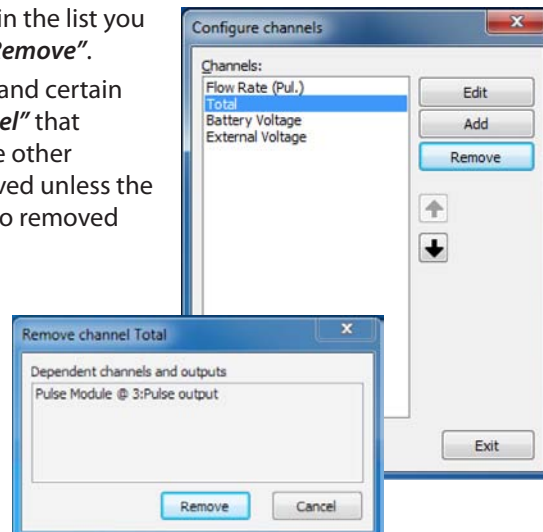 in the list you
Remove”.
and certain
el” that
e other
ved unless the
o removed
Configure channels
Channels:
Flow Rate (Pul.)
Total
Battery Voltage
External Voltage
Edit
Add
Remove
Exit
Remove channel Total
Dependent channels and outputs
Pulse Module @ 3:Pulse output
Remove
Cancel